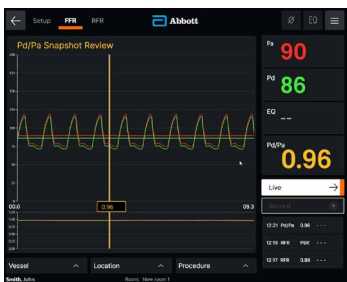 Setup FFR RFR Abbott EQ
Pd/Pa Snapshot Review
Pa 90
Pd 86
EQ --
Pd/Pa 0.96
Live →
Record
00.0 0.96 09.3
12:21 Pd/Pa 0.96 ---
12:19 RFR PBK ---
12:17 RFR 0.99 ---
Vessel Location Procedure
Smith, John Room: New room 1